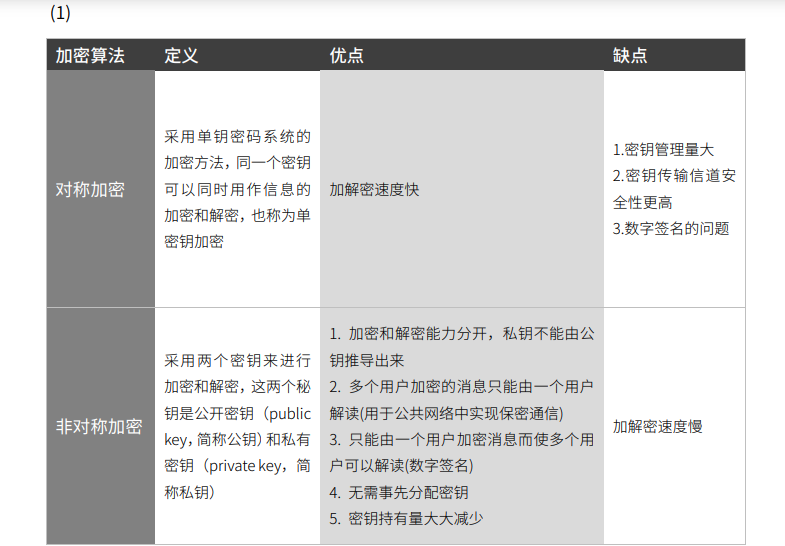 (1)
加密算法 定义 优点 缺点
对称加密
采用单钥密码系统的
加密方法，同一个密钥
可以同时用作信息的
加密和解密，也称为单
密钥加密
加解密速度快
1.密钥管理量大
2.密钥传输信道安
全性更高
3.数字签名的问题
非对称加密
采用两个密钥来进行
加密和解密，这两个秘
钥是公开密钥（public
key，简称公钥）和私有
密钥（private key，简
称私钥）
1. 加密和解密能力分开，私钥不能由公
钥推导出来
2. 多个用户加密的消息只能由一个用户
解读(用于公共网络中实现保密通信)
3. 只能由一个用户加密消息而使多个用
户可以解读(数字签名)
4. 无需事先分配密钥
5. 密钥持有量大大减少
加解密速度慢